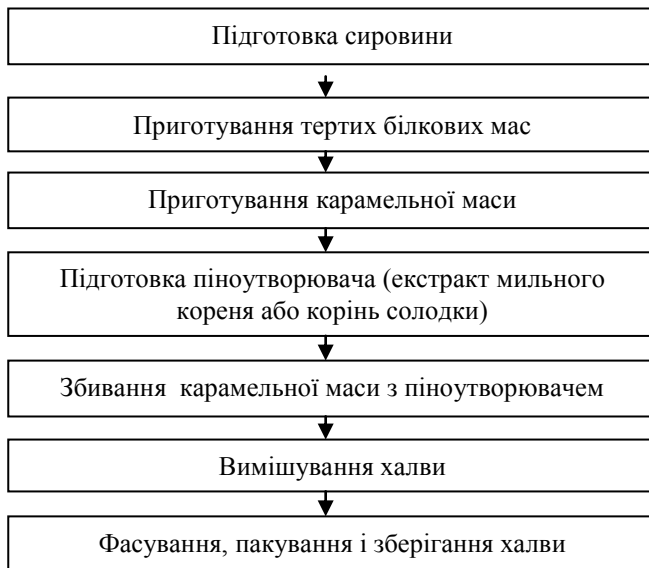 Підготовка сировини
Приготування тертих білкових мас
Приготування карамельної маси
Підготовка піноутворювача (екстракт мильного
кореня або корінь солодки)
Збивання карамельної маси з піноутворювачем
Вимішування халви
Фасування, пакування і зберігання халви